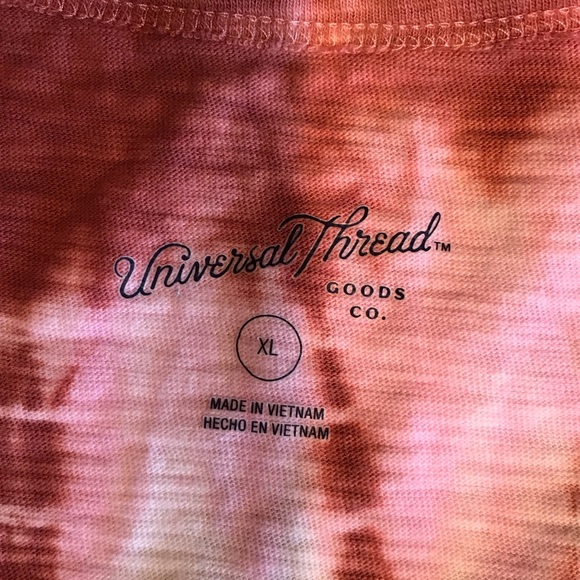 Universal Thread™
GOODS
CO.
XL
MADE IN VIETNAM
HECHO EN VIETNAM